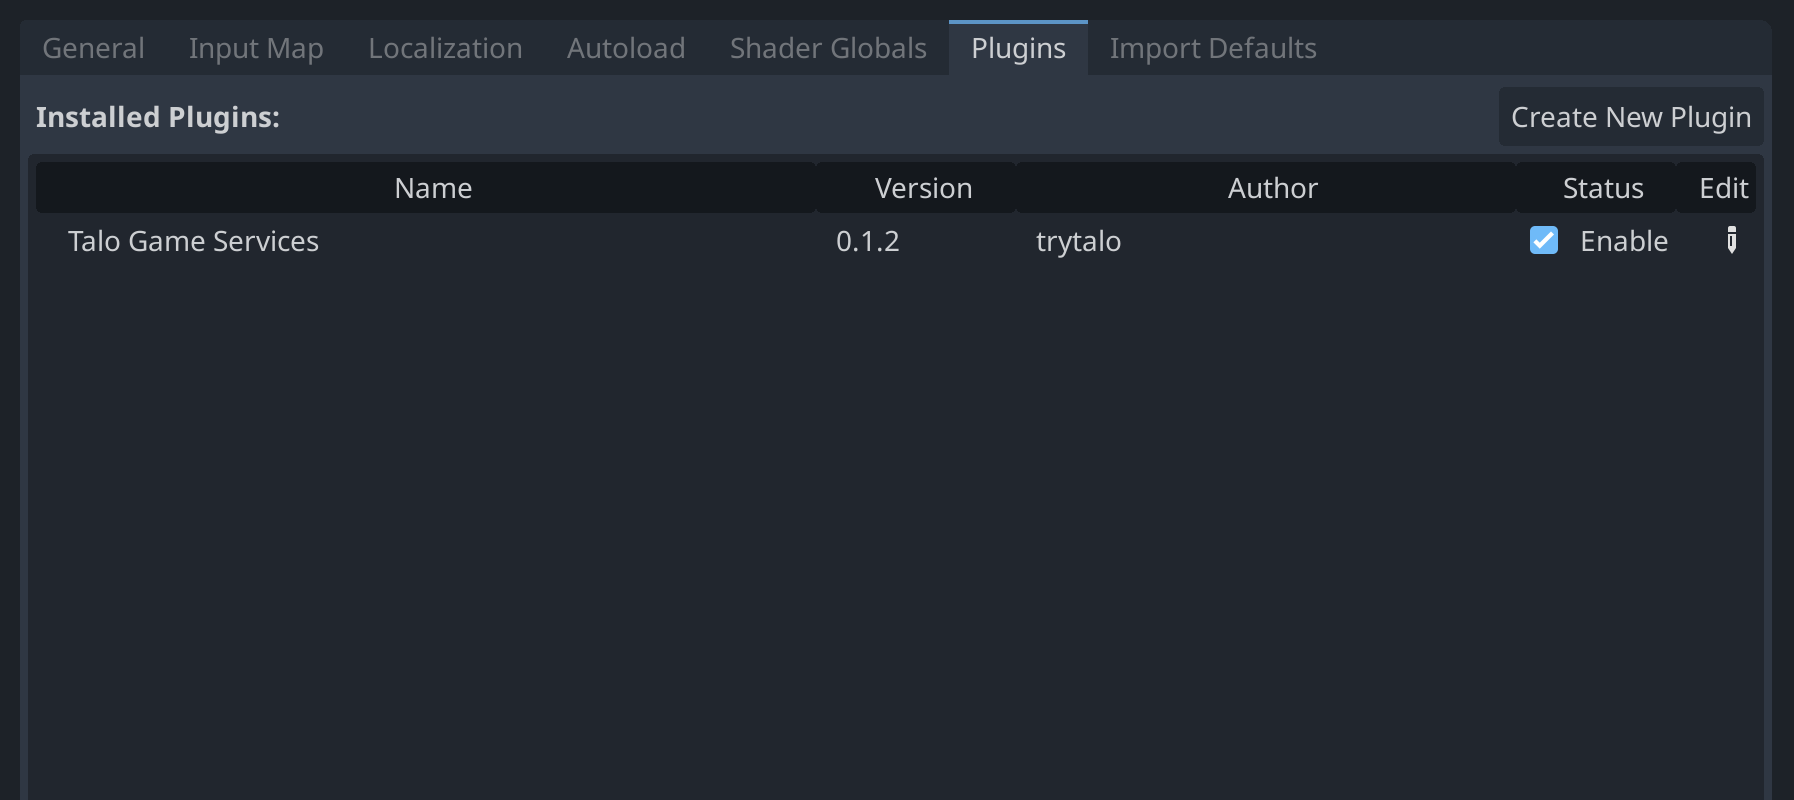 General Input Map Localization Autoload Shader Globals Plugins Import Defaults
Installed Plugins: Create New Plugin
Name Version Author Status Edit
Talo Game Services 0.1.2 trytalo Enable